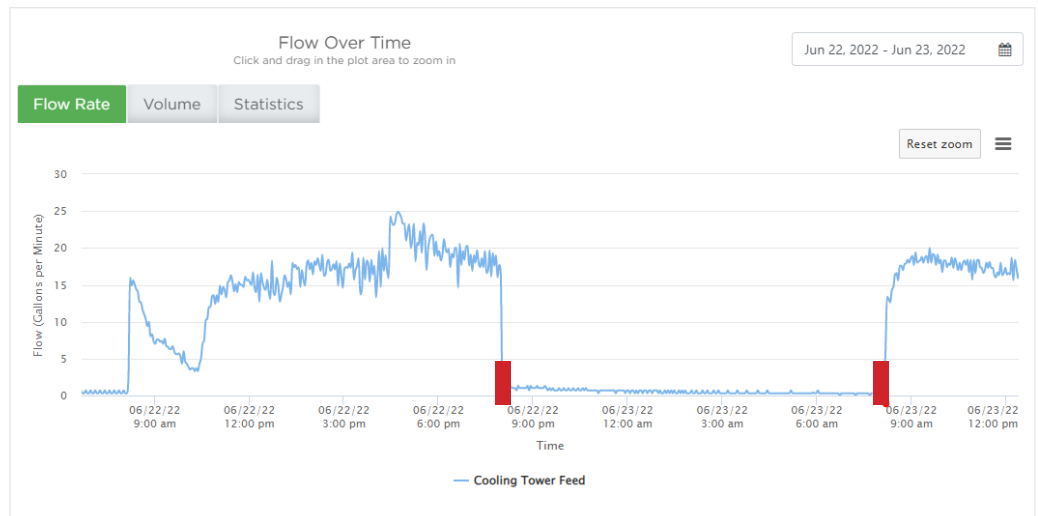 Flow Over Time
Click and drag in the plot area to zoom in
Jun 22, 2022 - Jun 23, 2022
Flow Rate
Volume
Statistics
Reset zoom
30
25
20
15
10
5
0
Flow (Gallons per Minute)
06/22/22
9:00 am
06/22/22
12:00 pm
06/22/22
3:00 pm
06/22/22
6:00 pm
06/22/22
9:00 pm
06/23/22
12:00 am
06/23/22
3:00 am
06/23/22
6:00 am
06/23/22
9:00 am
06/23/22
12:00 pm
Time
Cooling Tower Feed